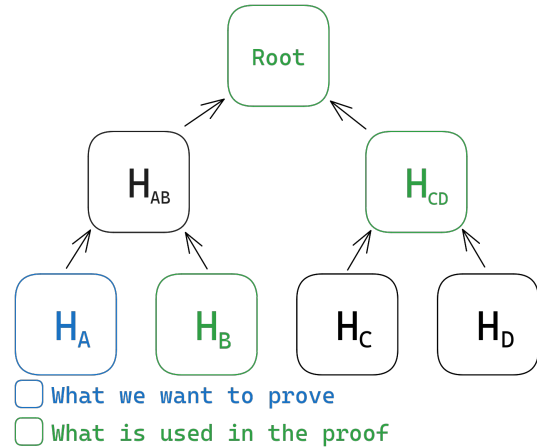 Root
H_AB H_CD
H_A H_B H_C H_D
What we want to prove
What is used in the proof